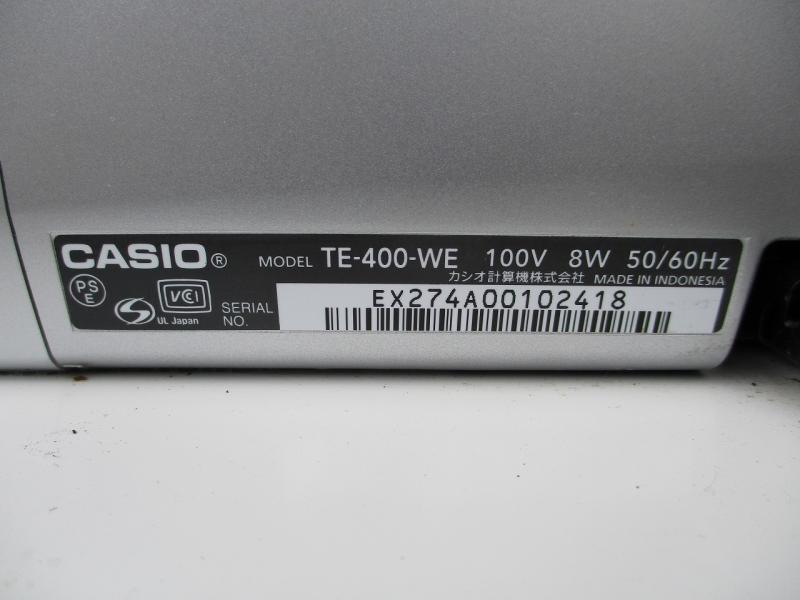 CASIO® MODEL TE-400-WE 100V 8W 50/60Hz
カシオ計算機株式会社 MADE IN INDONESIA
PS
E
VCI
UL Japan
SERIAL
NO.
EX274A00102418